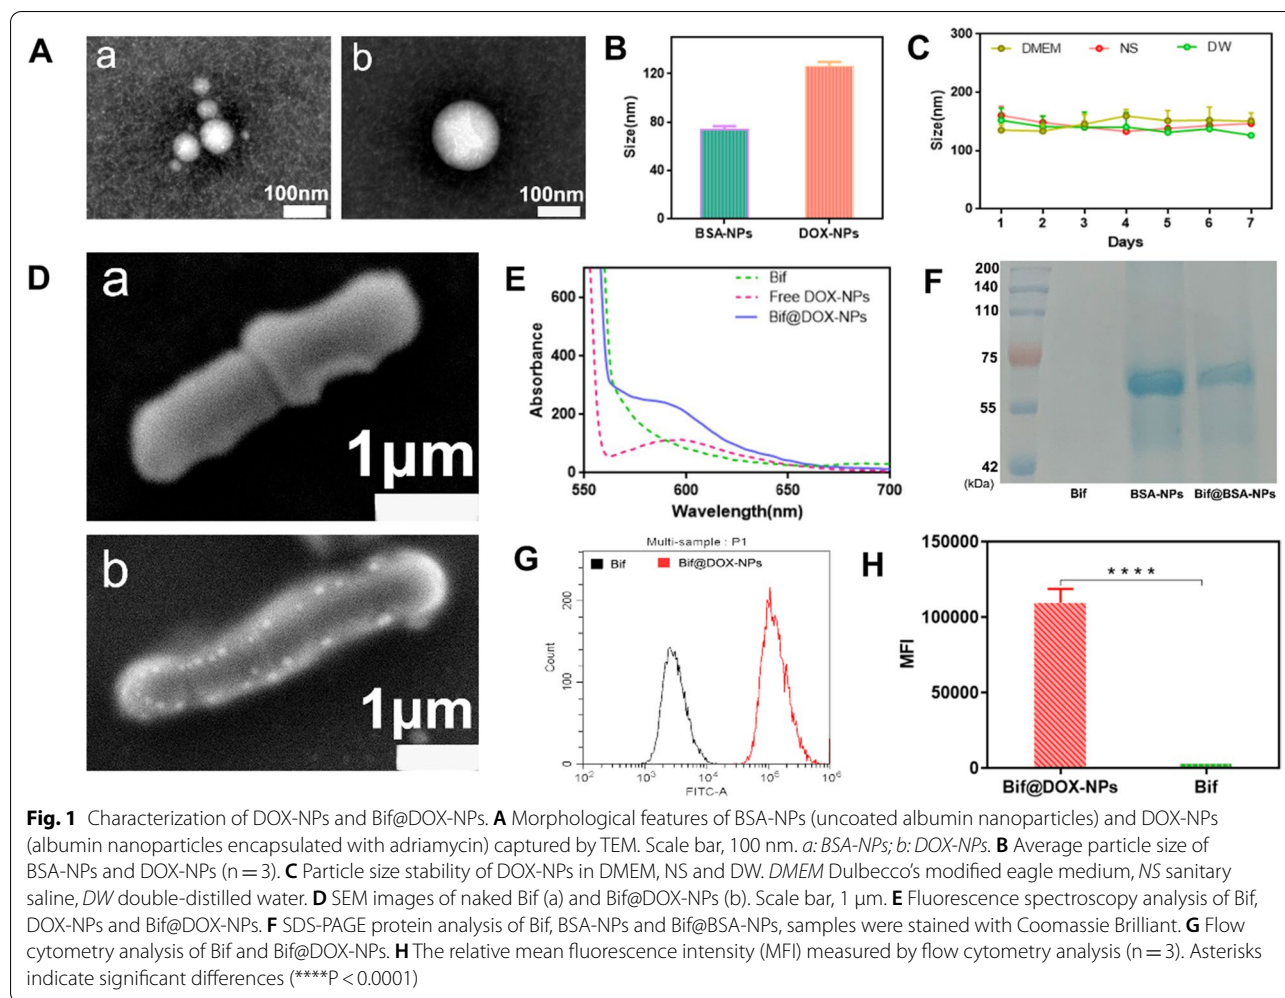 A
a
100nm
b
100nm
B
Size(nm)
120
80
40
0
BSA-NPs
DOX-NPs
C
DMEM
NS
DW
Size(nm)
300
200
100
0
1 2 3 4 5 6 7
Days
D
a
1µm
b
1µm
E
Bif
Free DOX-NPs
Bif@DOX-NPs
Absorbance
600
400
200
0
550 600 650 700
Wavelength(nm)
F
200
140
110
75
55
42
(kDa)
Bif
BSA-NPs
Bif@BSA-NPs
G
Multi-sample : P1
Bif
Bif@DOX-NPs
Count
200
100
0
10² 10³ 10⁴ 10⁵ 10⁶
FITC-A
H
MFI
150000
100000
50000
0
****
Bif@DOX-NPs
Bif
Fig. 1 Characterization of DOX-NPs and Bif@DOX-NPs. A Morphological features of BSA-NPs (uncoated albumin nanoparticles) and DOX-NPs
(albumin nanoparticles encapsulated with adriamycin) captured by TEM. Scale bar, 100 nm. a: BSA-NPs; b: DOX-NPs. B Average particle size of
BSA-NPs and DOX-NPs (n = 3). C Particle size stability of DOX-NPs in DMEM, NS and DW. DMEM Dulbecco’s modified eagle medium, NS sanitary
saline, DW double-distilled water. D SEM images of naked Bif (a) and Bif@DOX-NPs (b). Scale bar, 1 µm. E Fluorescence spectroscopy analysis of Bif,
DOX-NPs and Bif@DOX-NPs. F SDS-PAGE protein analysis of Bif, BSA-NPs and Bif@BSA-NPs, samples were stained with Coomassie Brilliant. G Flow
cytometry analysis of Bif and Bif@DOX-NPs. H The relative mean fluorescence intensity (MFI) measured by flow cytometry analysis (n = 3). Asterisks
indicate significant differences (****P < 0.0001)